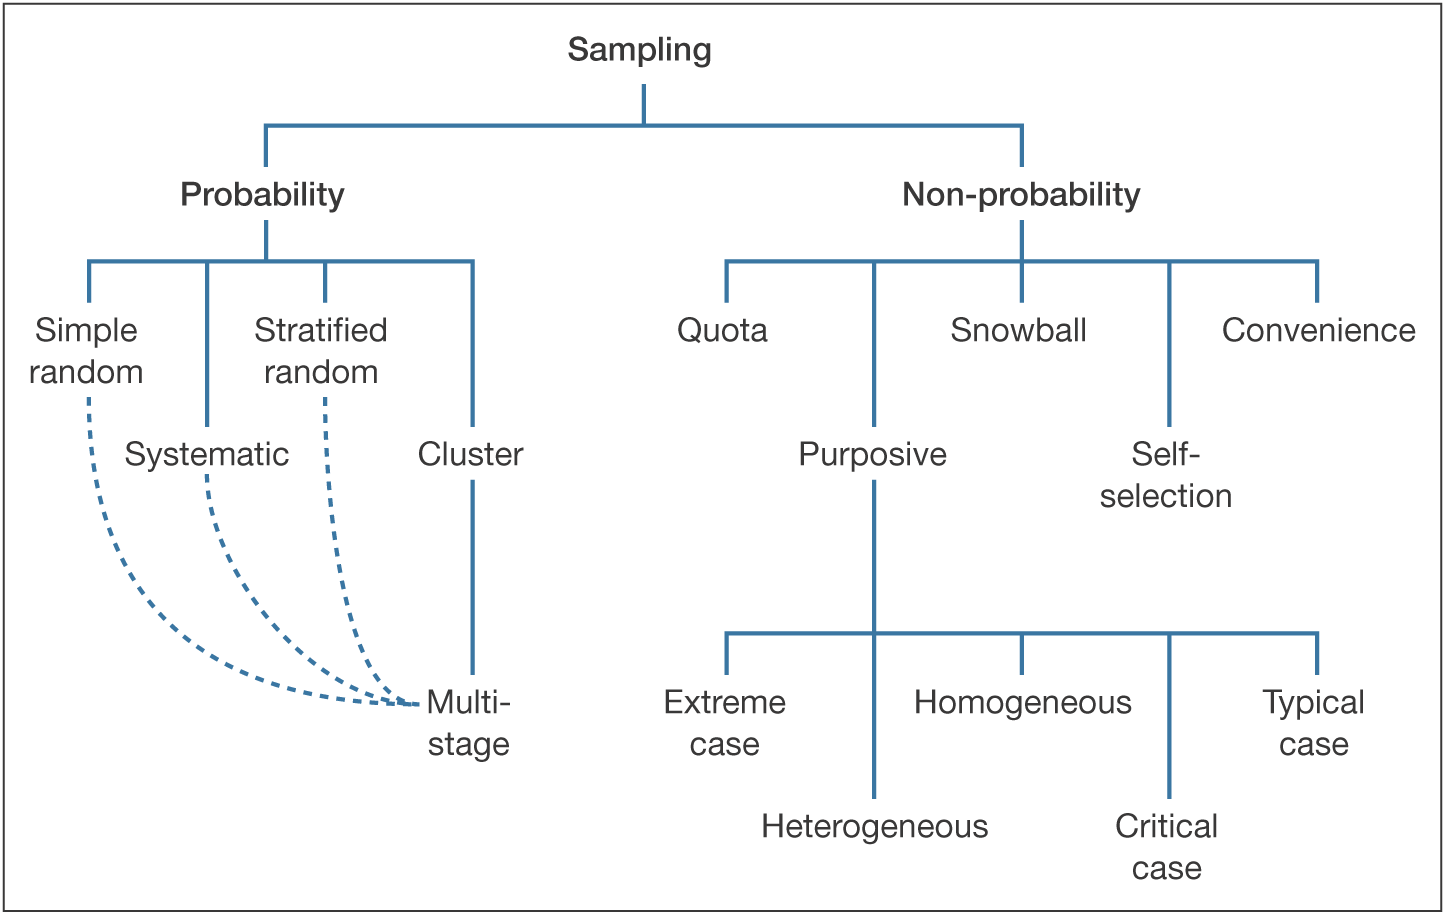 Sampling
Probability
Non-probability
Simple
random
Stratified
random
Quota
Snowball
Convenience
Systematic
Cluster
Purposive
Self-
selection
Multi-
stage
Extreme
case
Homogeneous
Typical
case
Heterogeneous
Critical
case